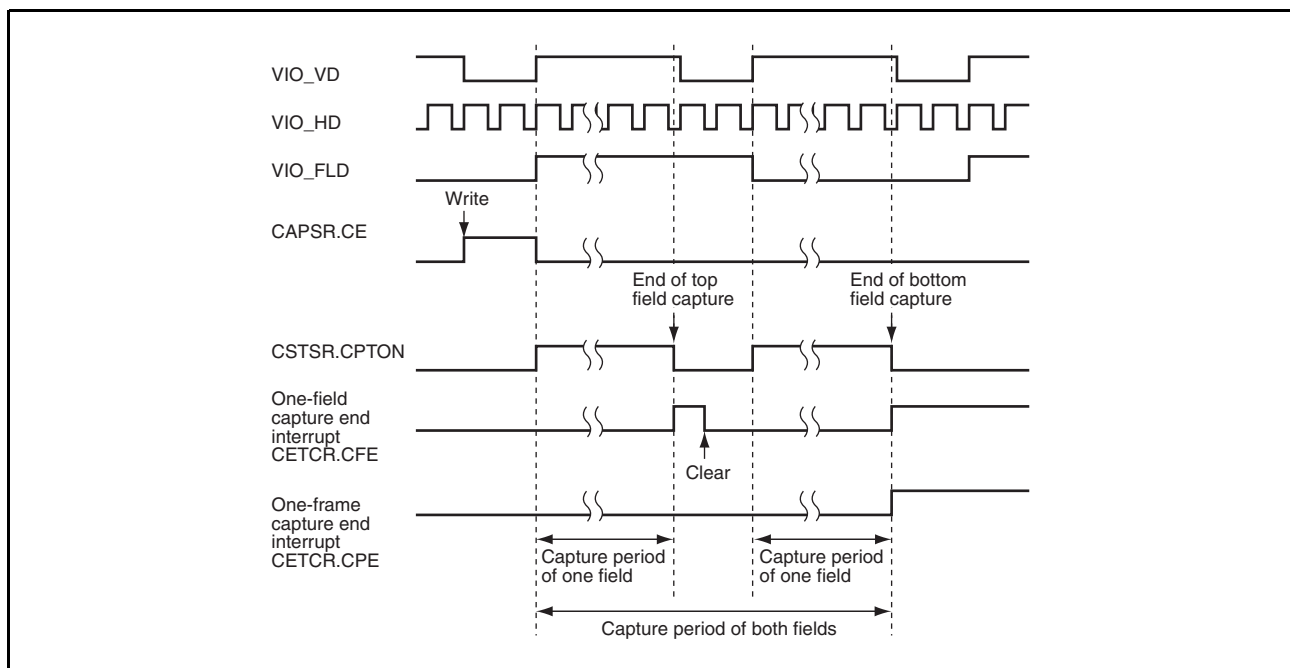 VIO_VD
VIO_HD
VIO_FLD
Write
CAPSR.CE
End of top
field capture
End of bottom
field capture
CSTSR.CPTON
One-field
capture end
interrupt
CETCR.CFE
Clear
One-frame
capture end
interrupt
CETCR.CPE
Capture period
of one field
Capture period
of one field
Capture period of both fields